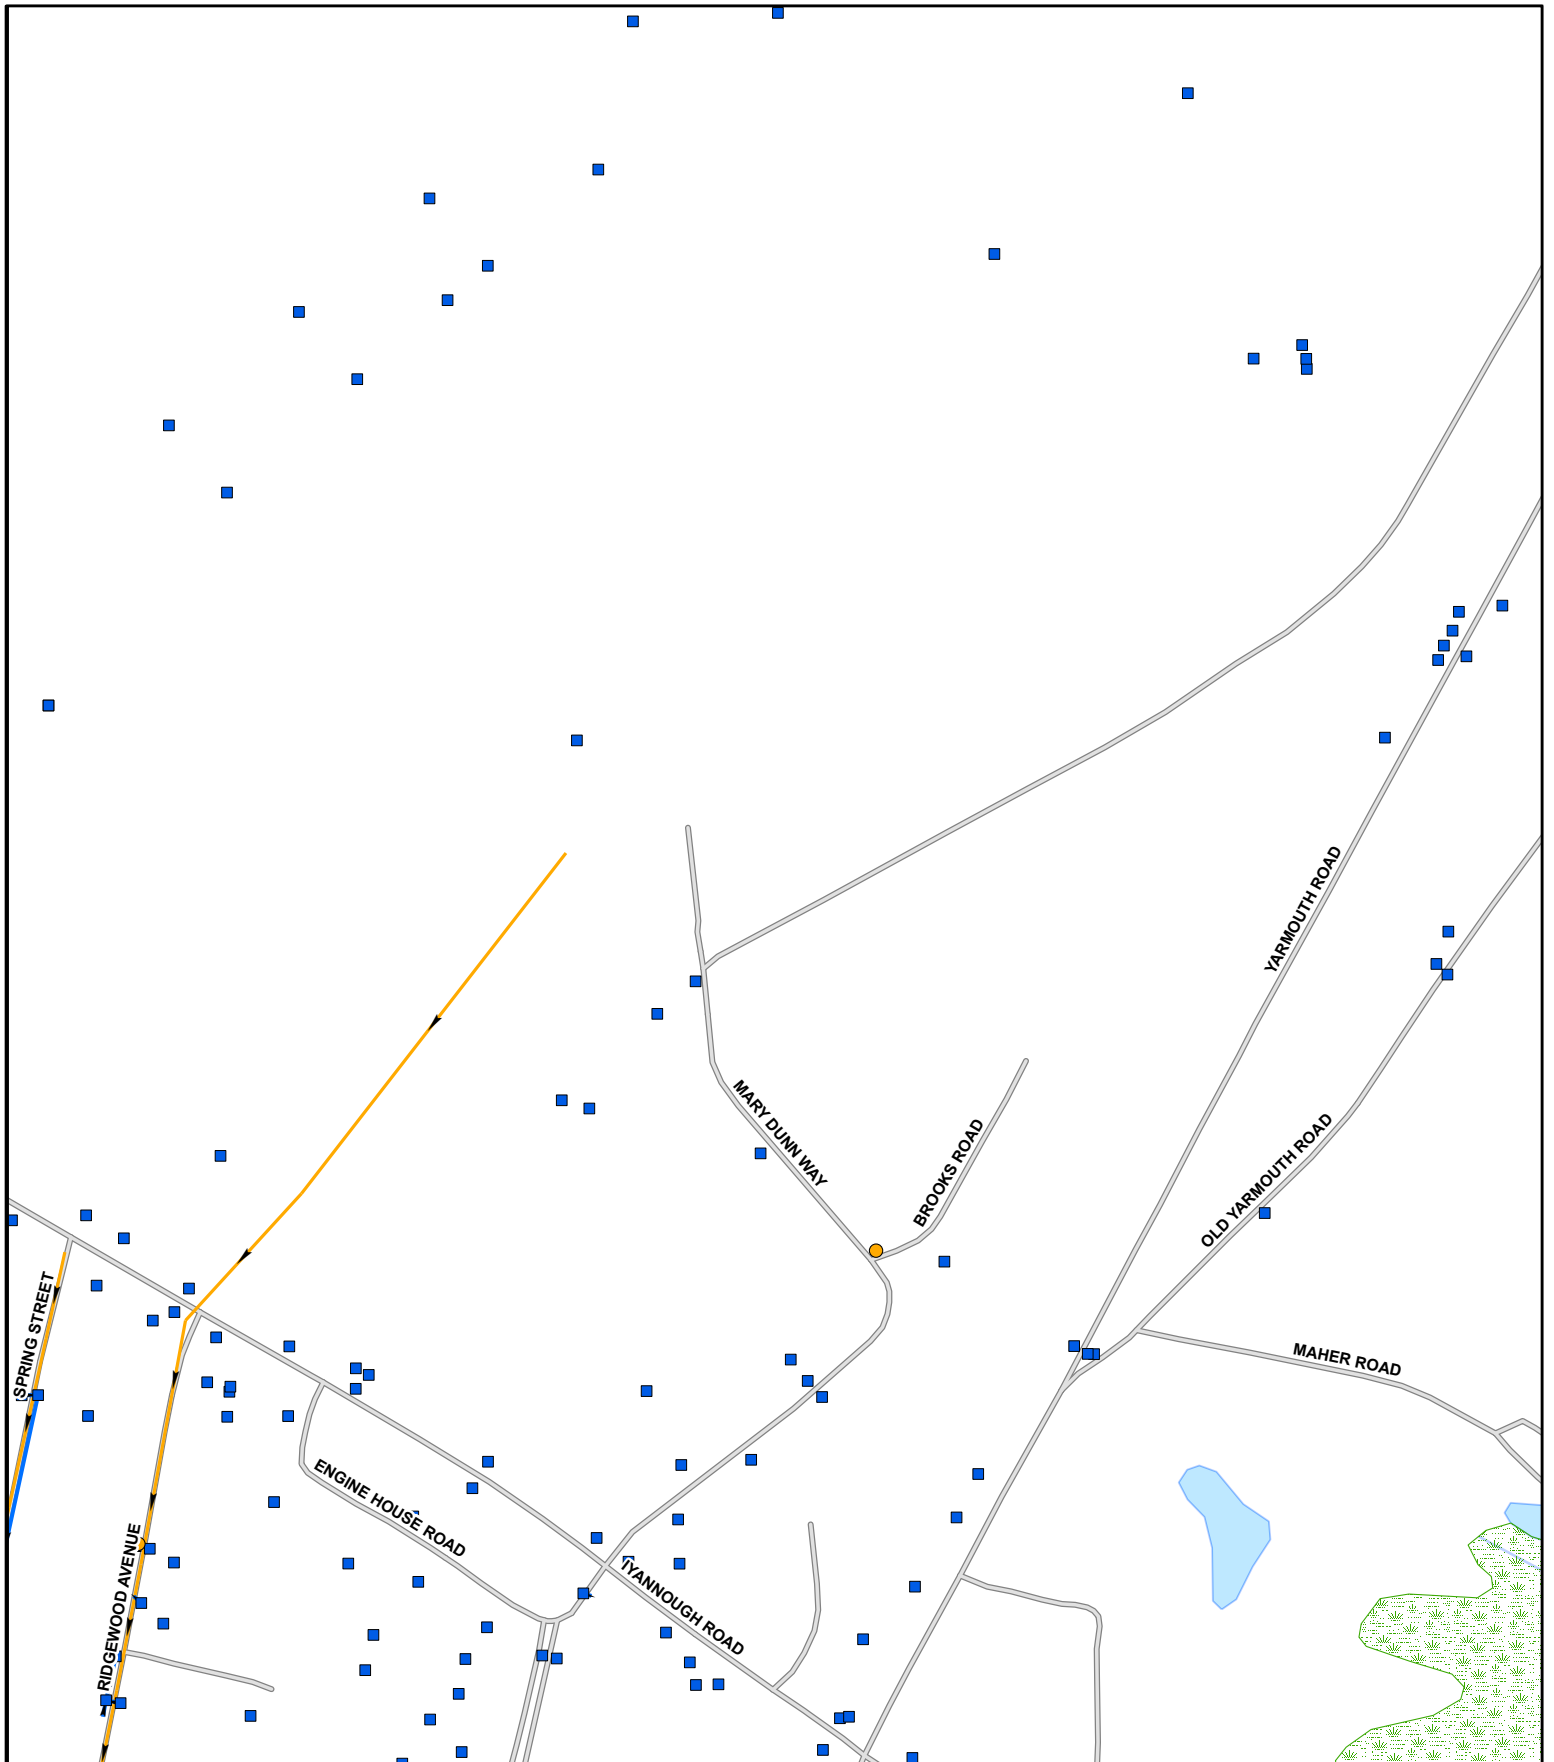 YARMOUTH ROAD
MARY DUNN WAY
BROOKS ROAD
OLD YARMOUTH ROAD
SPRING STREET
MAHER ROAD
ENGINE HOUSE ROAD
RIDGEWOOD AVENUE
IYANNOUGH ROAD